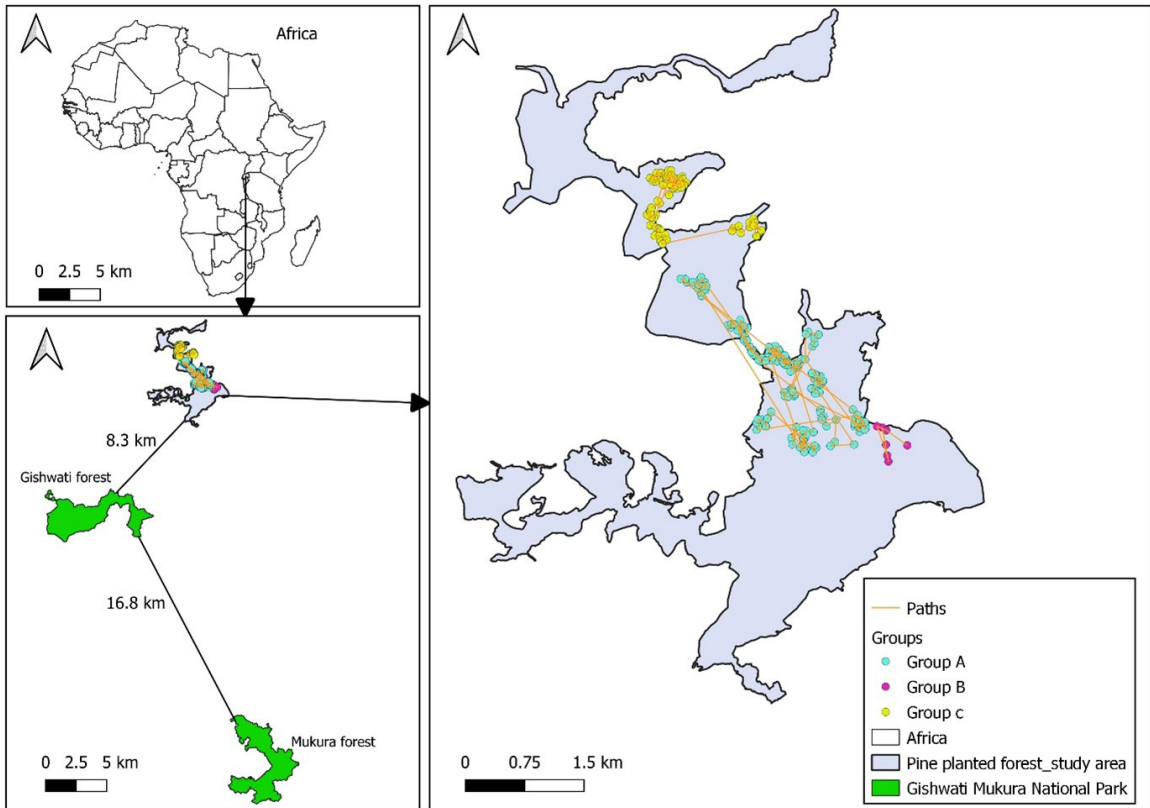 Africa
0 2.5 5 km
8.3 km
Gishwati forest
16.8 km
Mukura forest
0 2.5 5 km
0 0.75 1.5 km
Paths
Groups
Group A
Group B
Group c
Africa
Pine planted forest_study area
Gishwati Mukura National Park